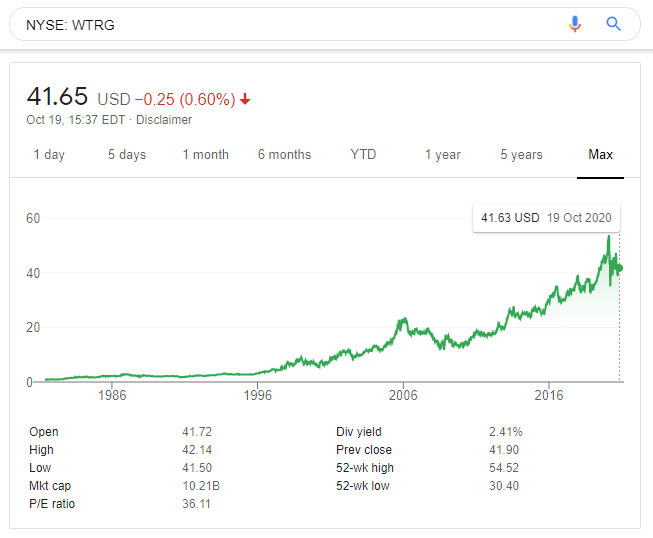 NYSE: WTRG
41.65 USD −0.25 (0.60%)
Oct 19, 15:37 EDT · Disclaimer
1 day 5 days 1 month 6 months YTD 1 year 5 years Max
41.63 USD 19 Oct 2020
60
40
20
0
1986 1996 2006 2016
Open 41.72 Div yield 2.41%
High 42.14 Prev close 41.90
Low 41.50 52-wk high 54.52
Mkt cap 10.21B 52-wk low 30.40
P/E ratio 36.11